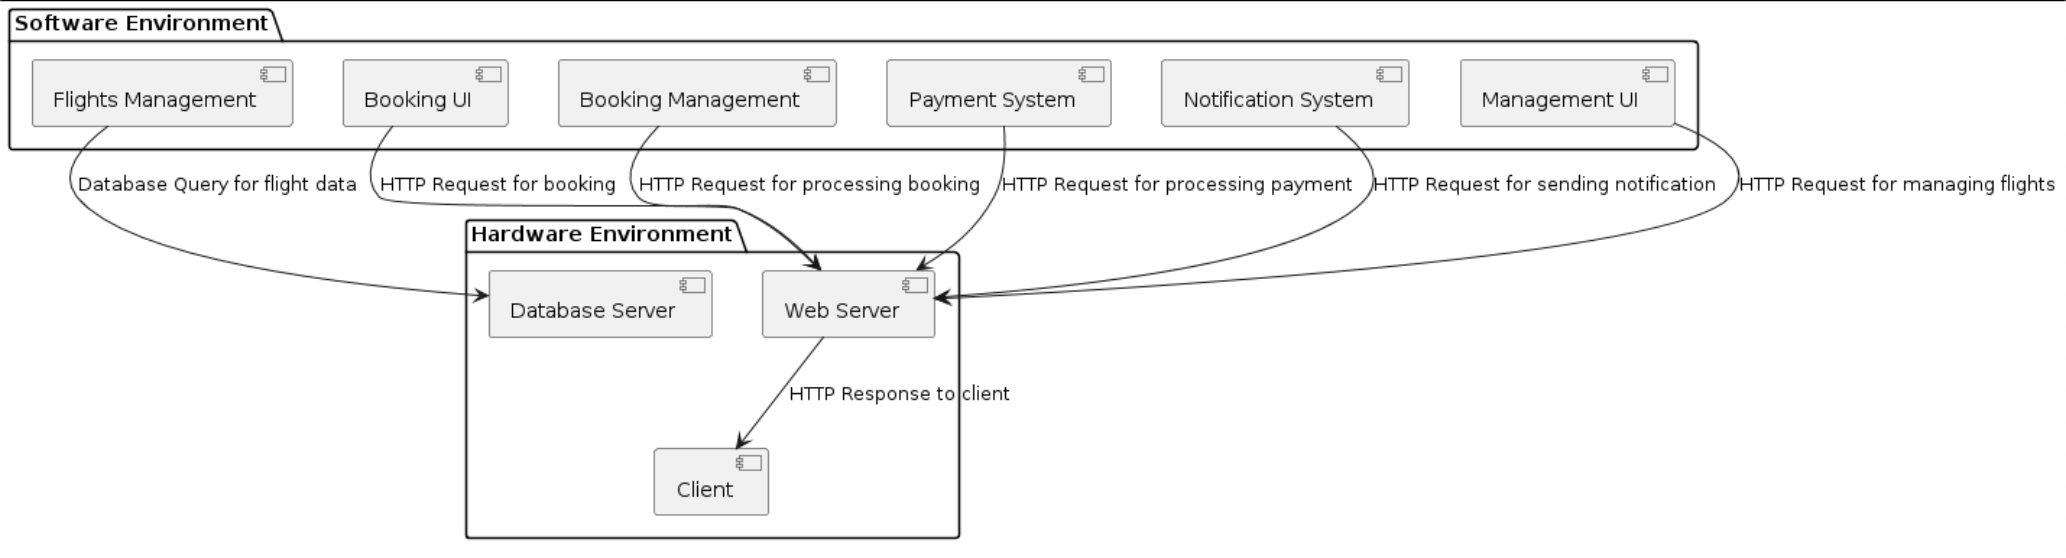 Software Environment
Flights Management
Booking UI
Booking Management
Payment System
Notification System
Management UI
Database Query for flight data
HTTP Request for booking
HTTP Request for processing booking
HTTP Request for processing payment
HTTP Request for sending notification
HTTP Request for managing flights
Hardware Environment
Database Server
Web Server
HTTP Response to client
Client